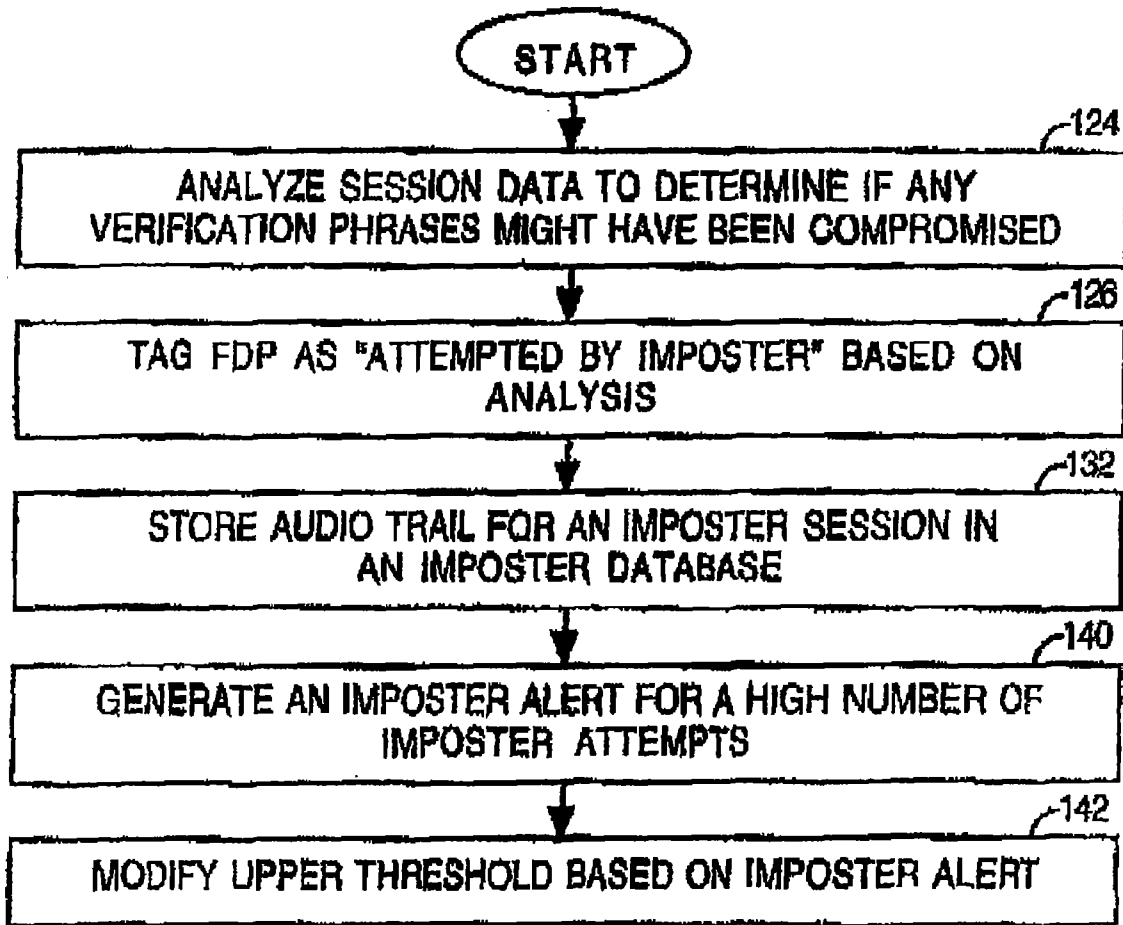 START
124
ANALYZE SESSION DATA TO DETERMINE IF ANY
VERIFICATION PHRASES MIGHT HAVE BEEN COMPROMISED
126
TAG FDP AS "ATTEMPTED BY IMPOSTER" BASED ON
ANALYSIS
132
STORE AUDIO TRAIL FOR AN IMPOSTER SESSION IN
AN IMPOSTER DATABASE
140
GENERATE AN IMPOSTER ALERT FOR A HIGH NUMBER OF
IMPOSTER ATTEMPTS
142
MODIFY UPPER THRESHOLD BASED ON IMPOSTER ALERT